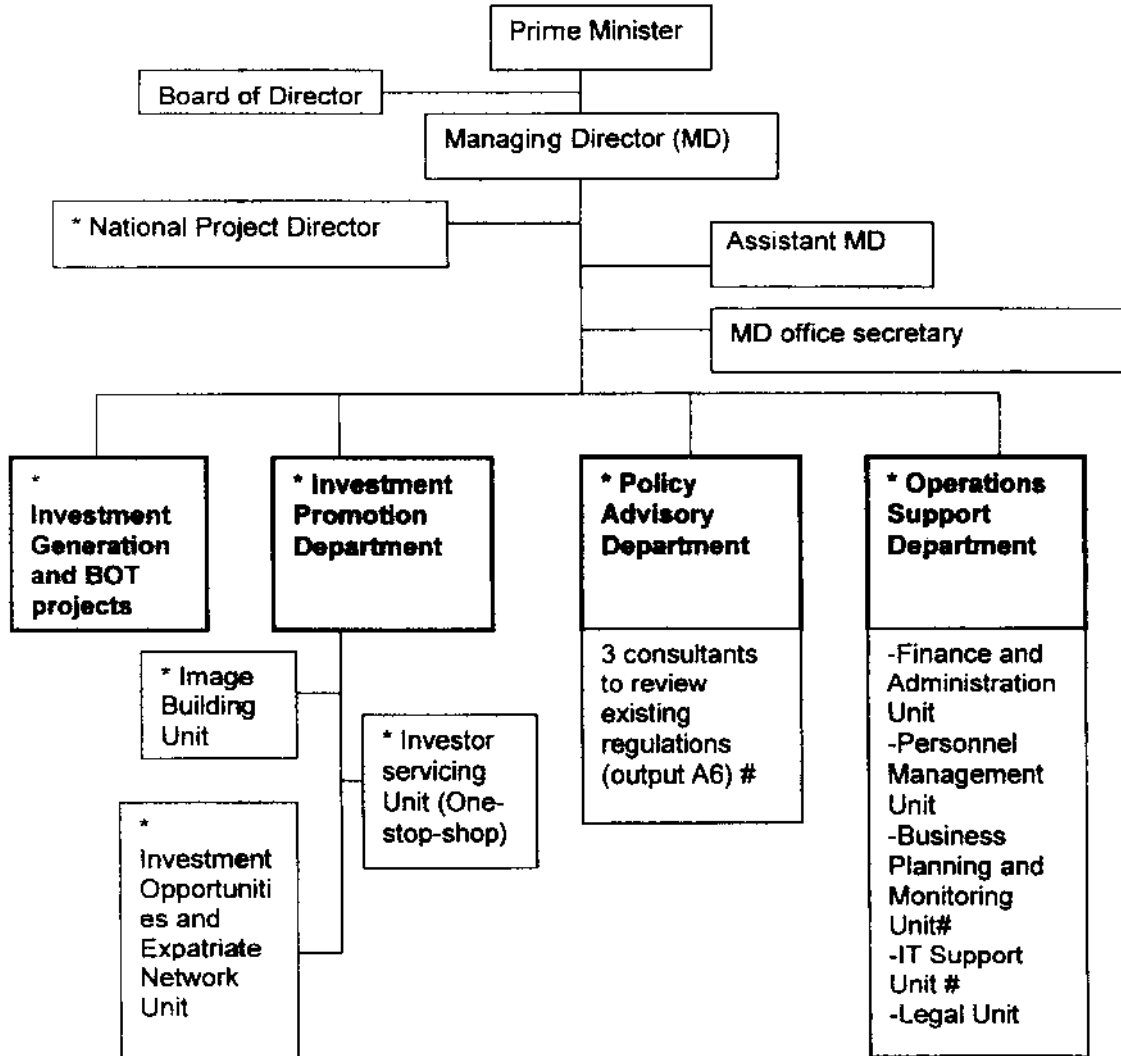 Prime Minister
Board of Director
Managing Director (MD)
* National Project Director
Assistant MD
MD office secretary
*
Investment
Generation
and BOT
projects
* Investment
Promotion
Department
* Policy
Advisory
Department
* Operations
Support
Department
* Image
Building
Unit
* Investor
servicing
Unit (One-
stop-shop)
*
Investment
Opportuniti
es and
Expatriate
Network
Unit
3 consultants
to review
existing
regulations
(output A6) #
-Finance and
Administration
Unit
-Personnel
Management
Unit
-Business
Planning and
Monitoring
Unit#
-IT Support
Unit #
-Legal Unit